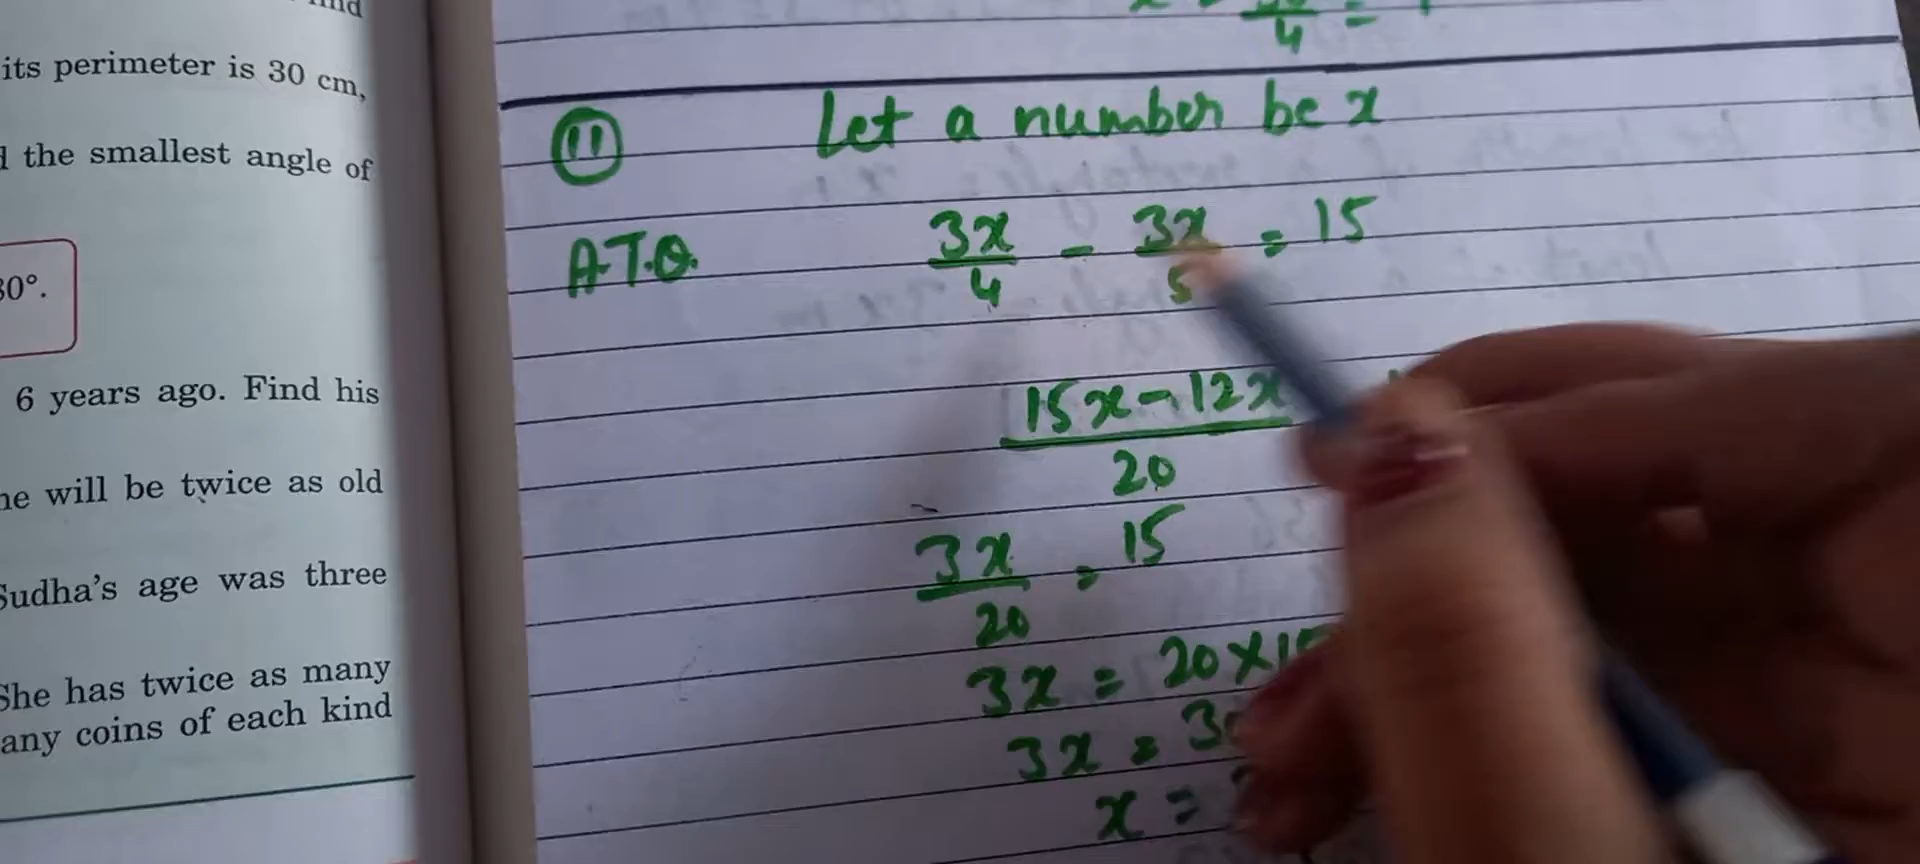 its perimeter is 30 cm,
the smallest angle of
30°.
6 years ago. Find his
he will be twice as old
Sudha's age was three
She has twice as many
any coins of each kind
4 =
11 Let a number be x
A.T.Q. 3x/4 - 3x/5 = 15
15x-12x
20
3x/20 = 15
3x = 20×15
3x =
x =